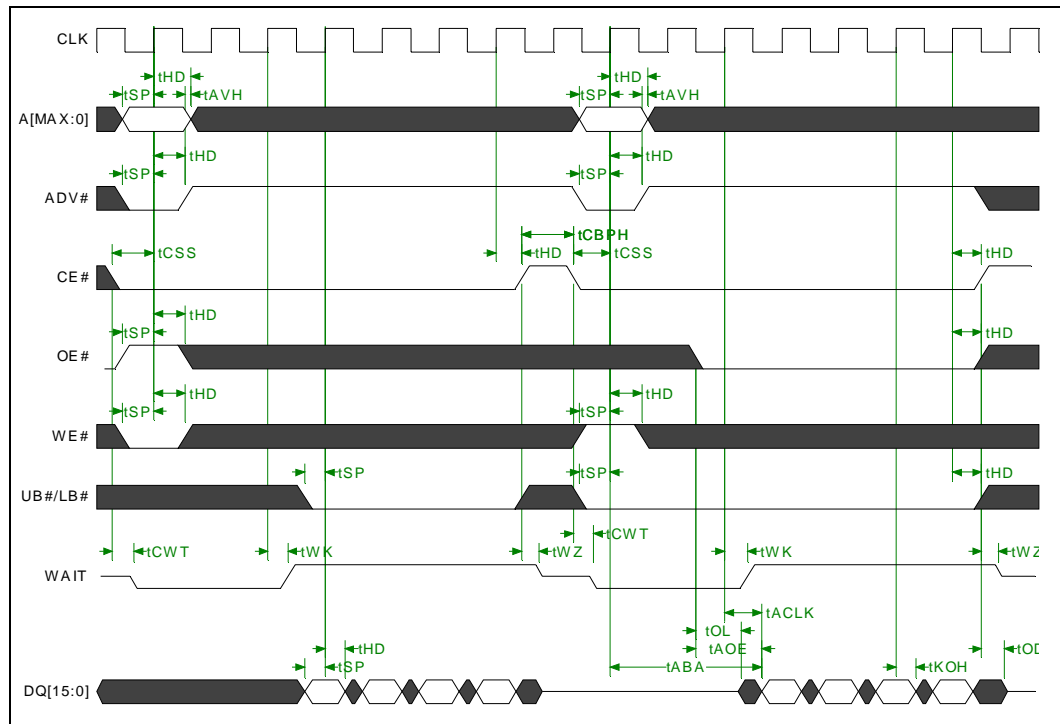 CLK
tHD tHD
tSP tAVH tSP tAVH
A[MAX:0]
tHD tHD
tSP tSP
ADV#
tCBPH
tCSS tHD tCSS tHD
CE#
tHD
tSP tHD
OE#
tHD tHD
tSP tSP
WE#
tSP tSP tHD
UB#/LB#
tCWT
tCWT tWK tWZ tWK tWZ
WAIT
tACLK
tOL
tHD tAOE
tSP tABA tKOH tOD
DQ[15:0]